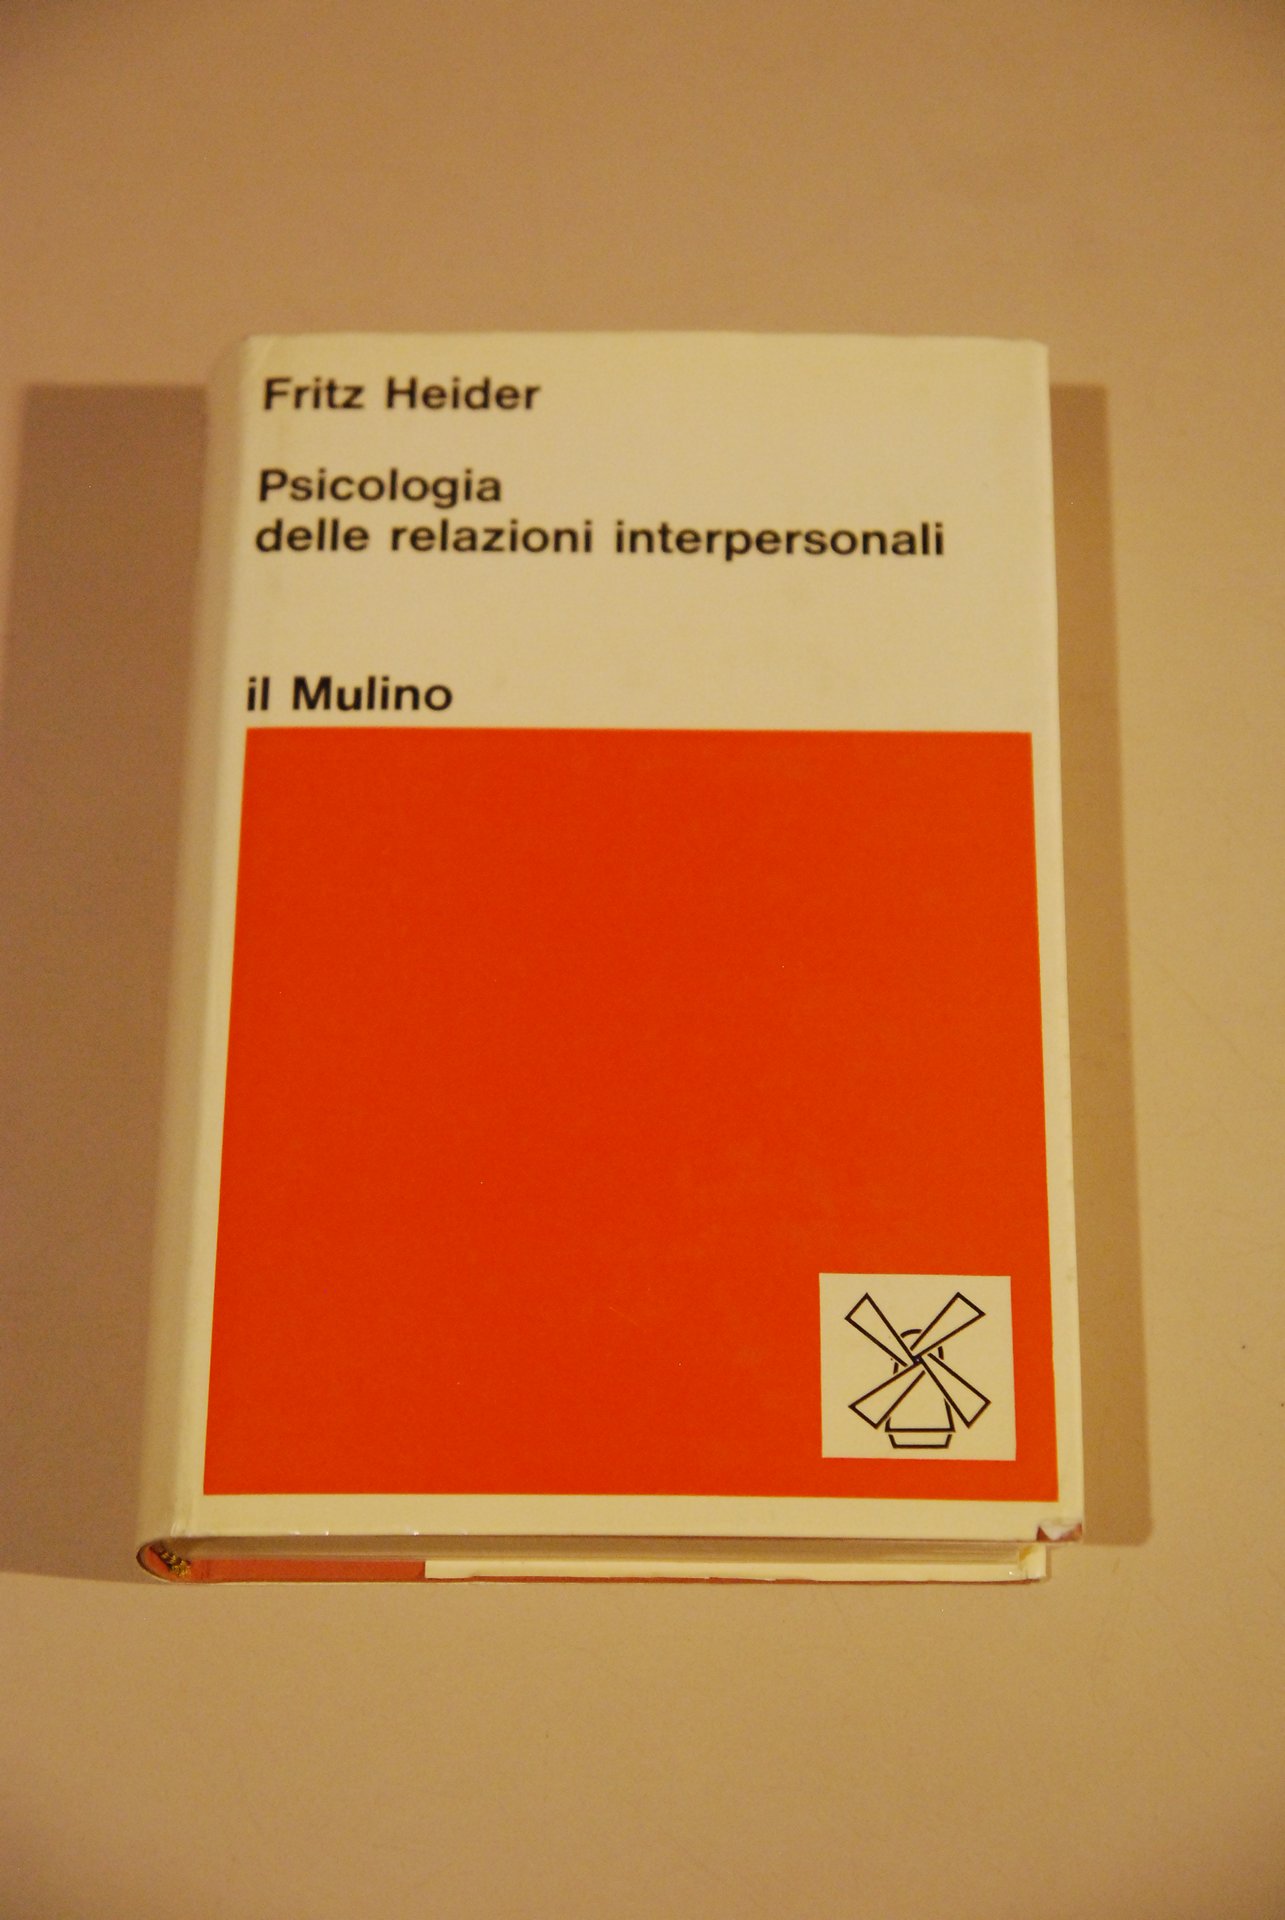 Fritz Heider
Psicologia
delle relazioni interpersonali
il Mulino